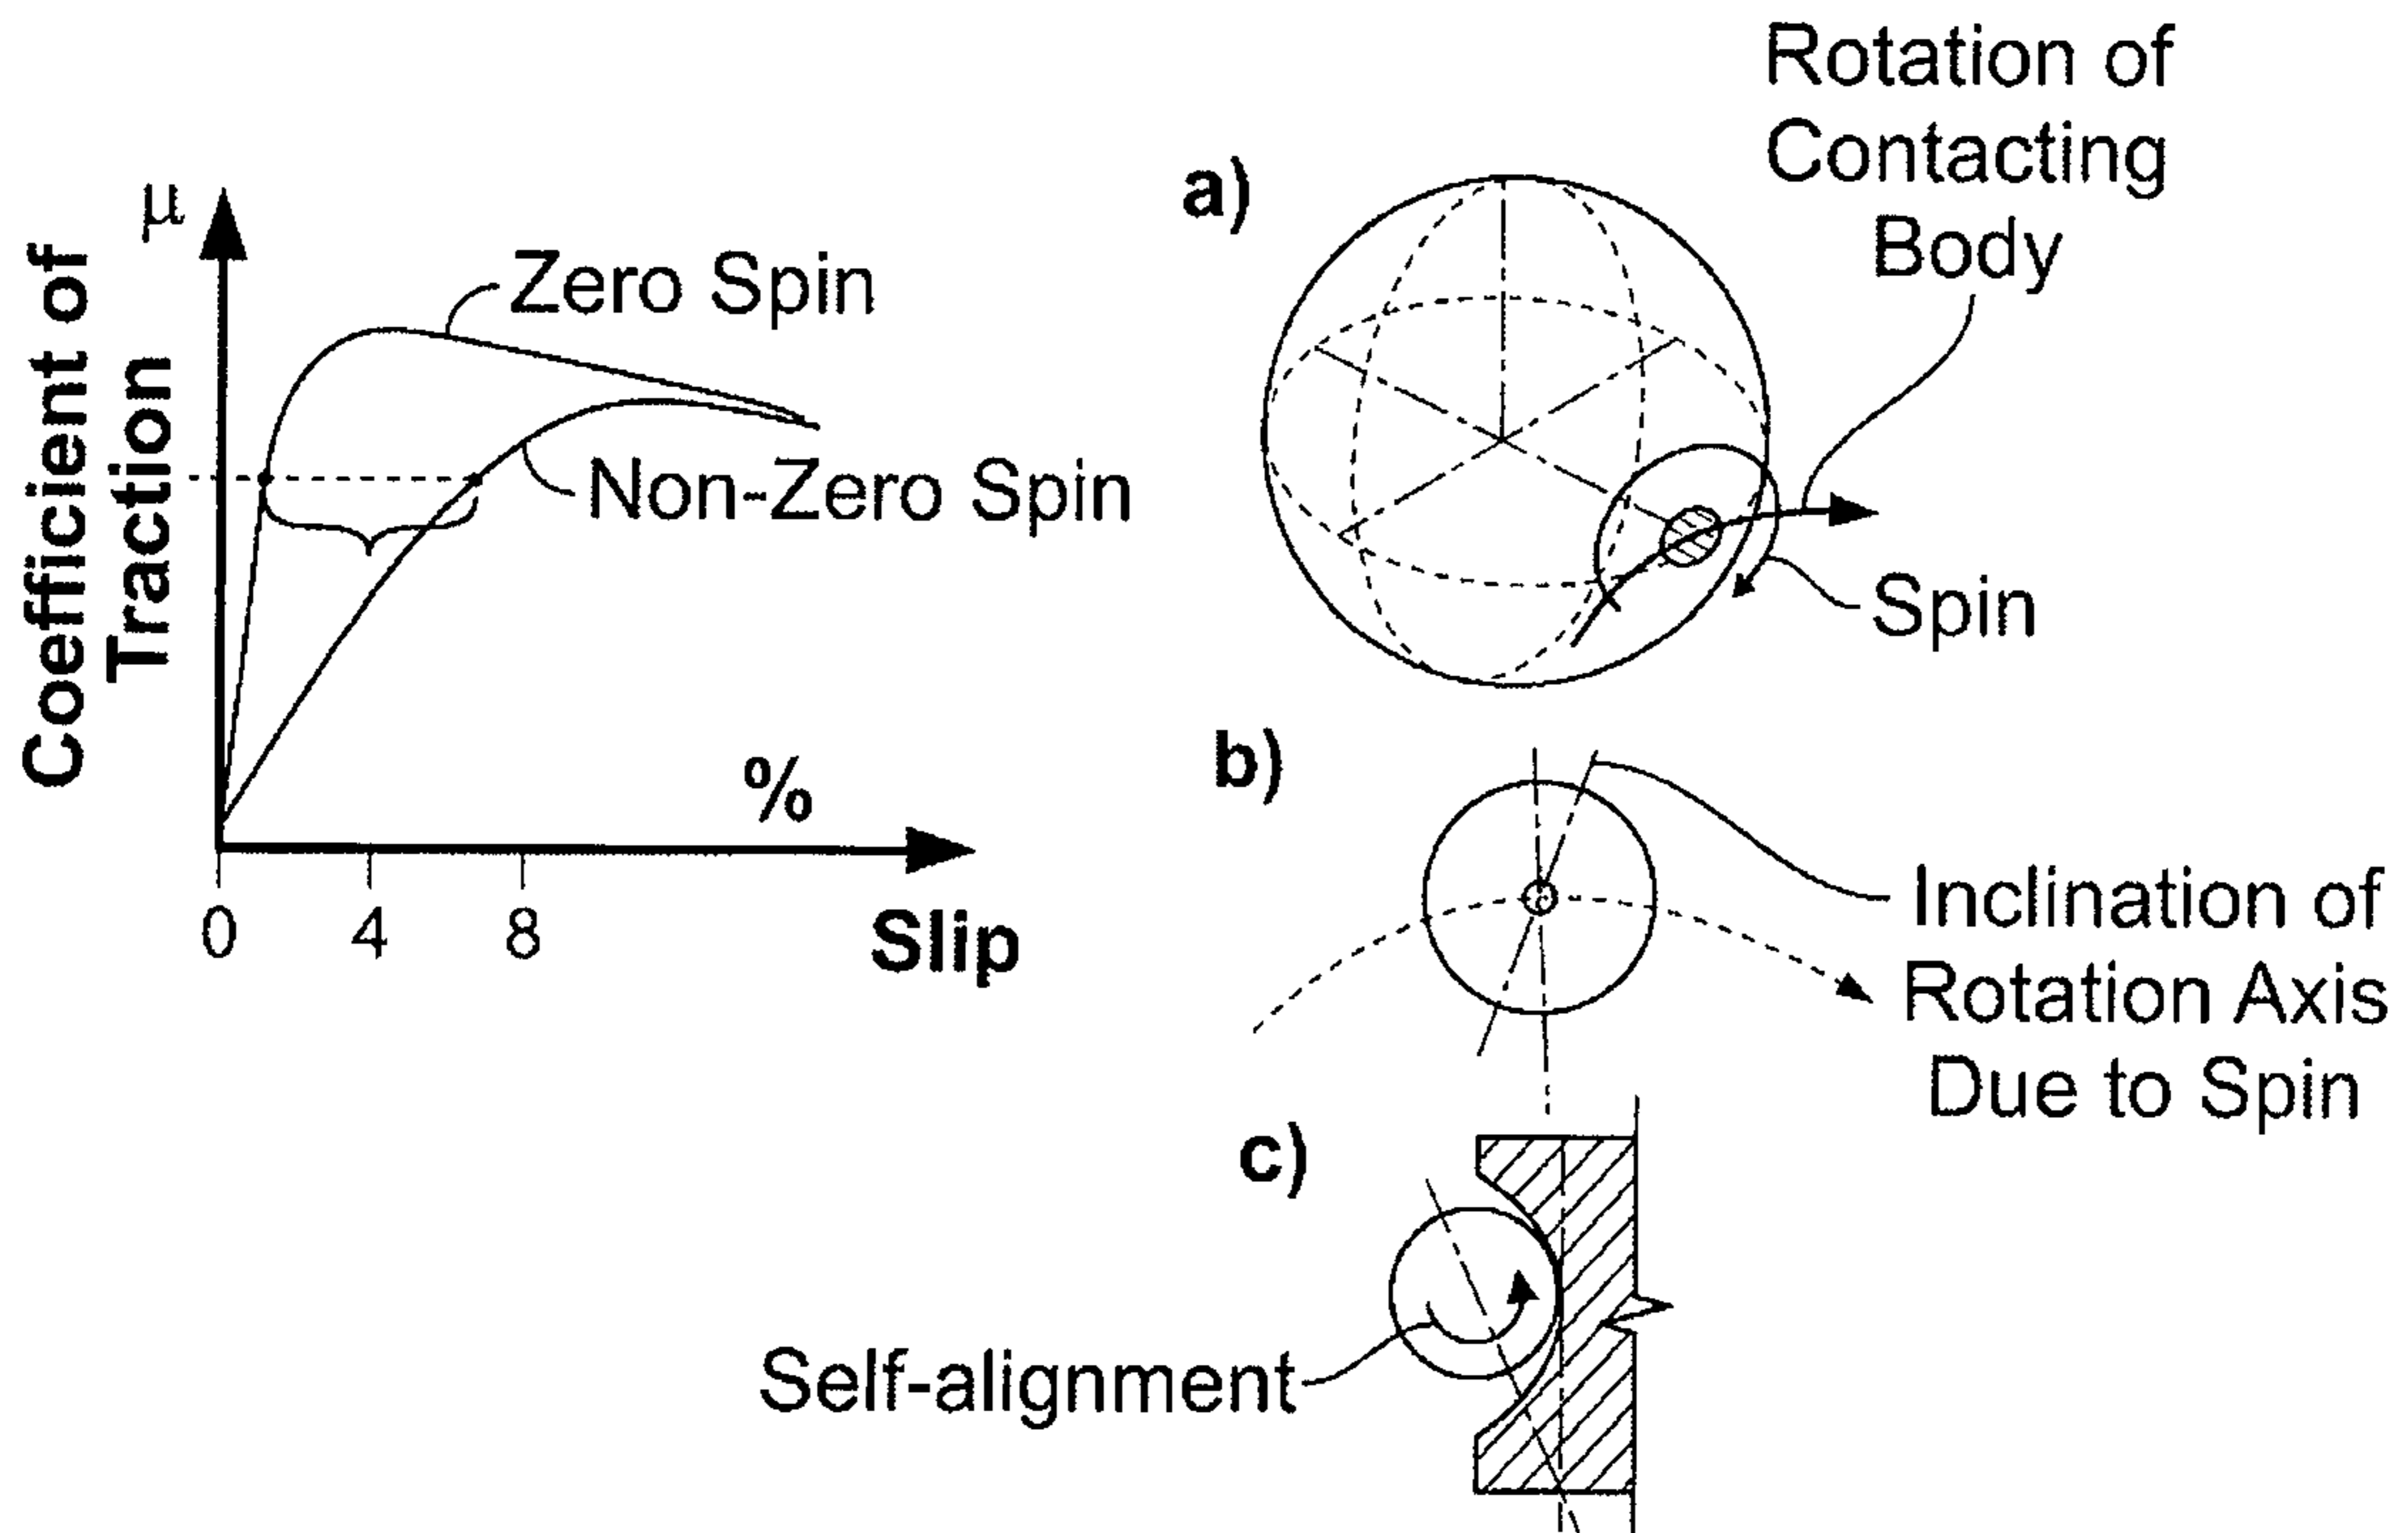 μ
Coefficient of
Traction
Zero Spin
Non-Zero Spin
%
0 4 8
Slip
a)
Rotation of
Contacting
Body
Spin
b)
Inclination of
Rotation Axis
Due to Spin
c)
Self-alignment